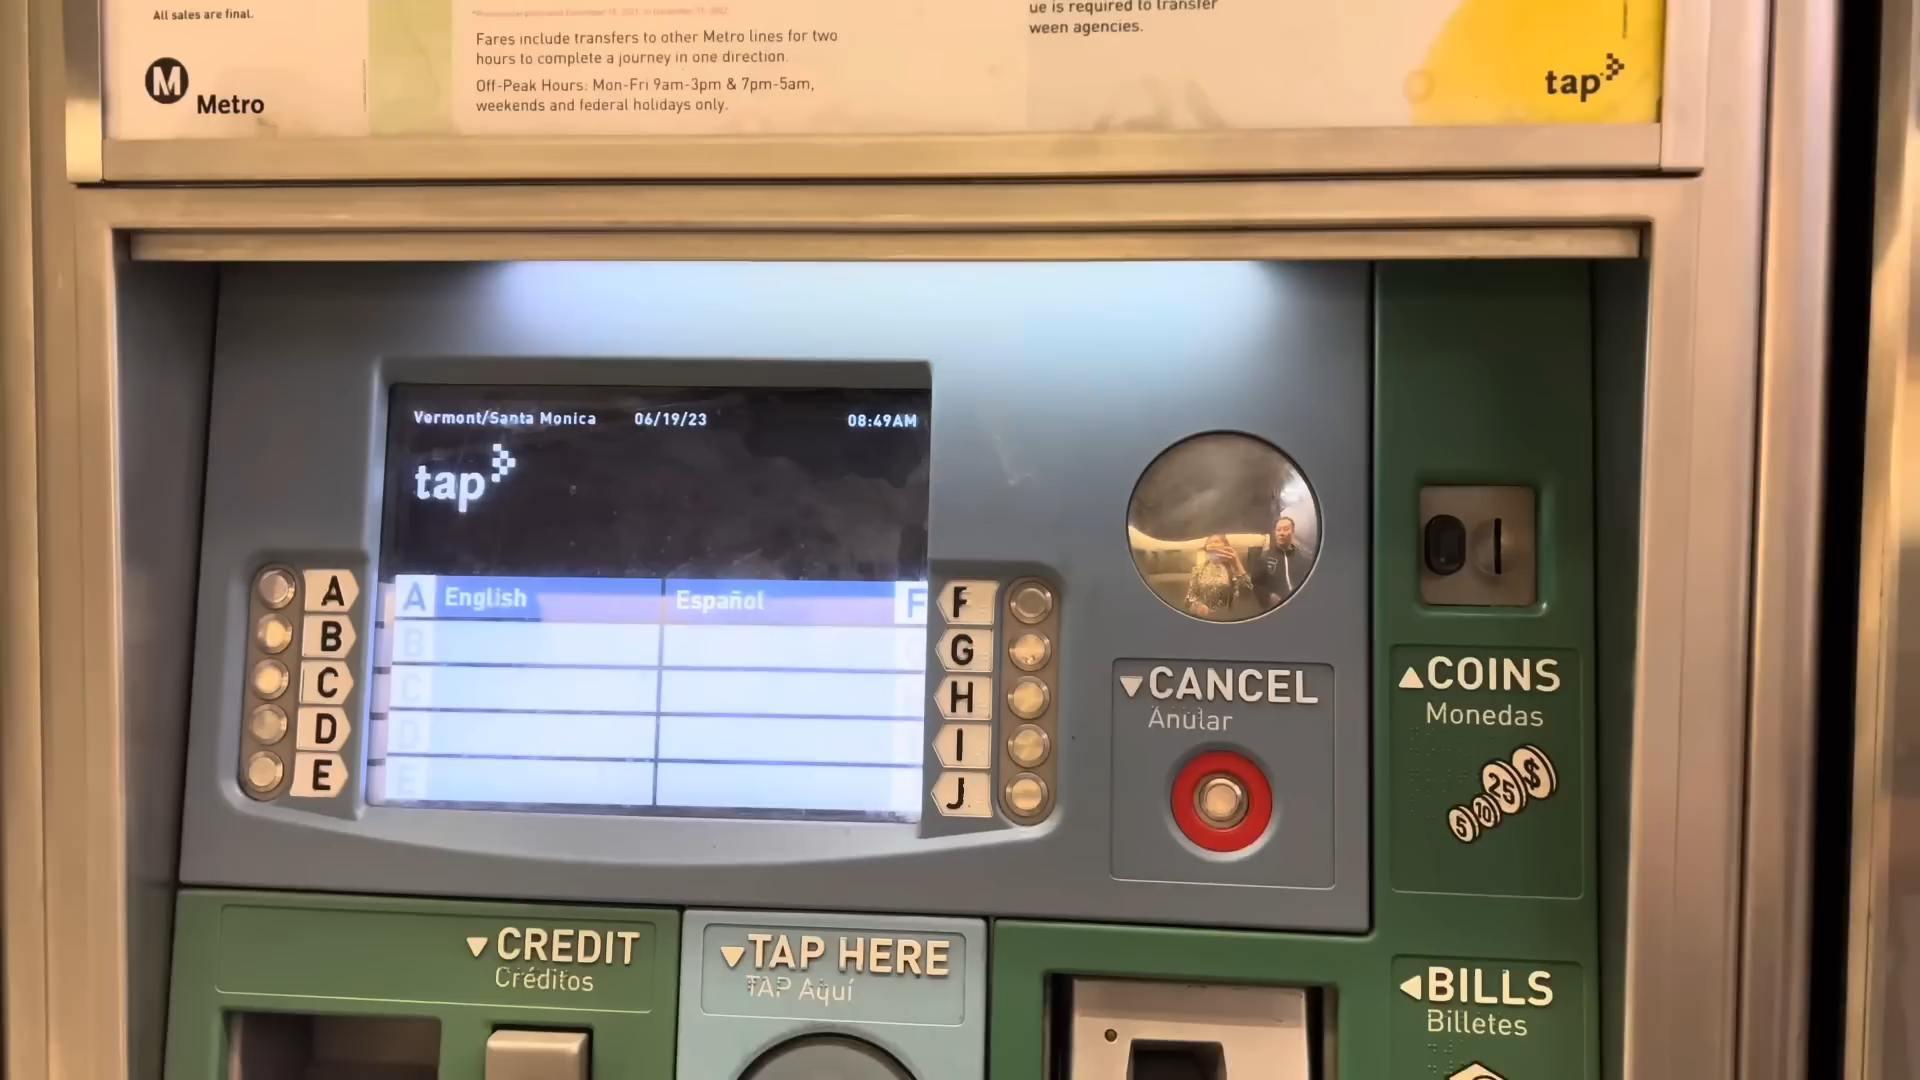 All sales are final.
M
Metro
Fares include transfers to other Metro lines for two
hours to complete a journey in one direction.
Off-Peak Hours: Mon-Fri 9am-3pm & 7pm-5am,
weekends and federal holidays only.
ue is required to transfer
ween agencies.
tap
Vermont/Santa Monica 06/19/23 08:49AM
tap
A English Español F
B
C
D
E
A
B
C
D
E
F
G
H
I
J
CANCEL
Anular
COINS
Monedas
5 10 25 $
CREDIT
Créditos
TAP HERE
TAP Aquí
BILLS
Billetes